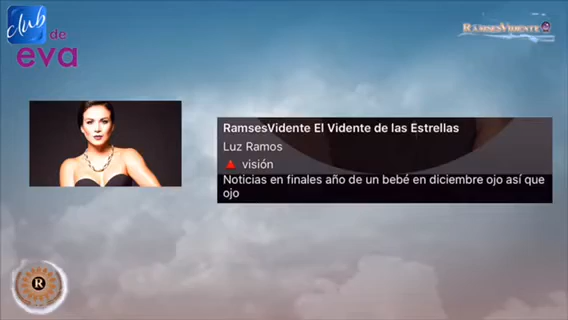 club
de
eva
RAMSESVIDENTE
RamsesVidente El Vidente de las Estrellas
Luz Ramos
visión
Noticias en finales año de un bebé en diciembre ojo así que
ojo
R